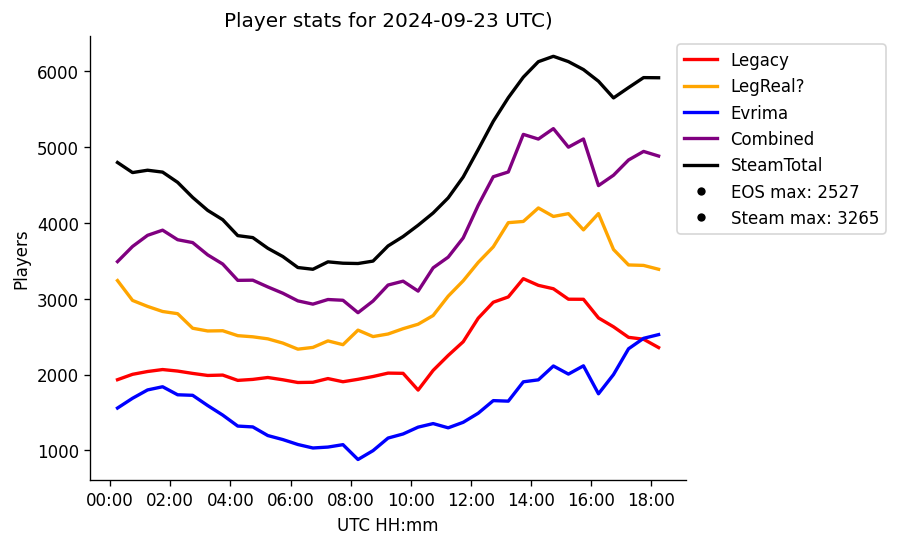 Player stats for 2024-09-23 UTC)
Legacy
LegReal?
Evrima
Combined
SteamTotal
EOS max: 2527
Steam max: 3265
Players
6000
5000
4000
3000
2000
1000
00:00 02:00 04:00 06:00 08:00 10:00 12:00 14:00 16:00 18:00
UTC HH:mm